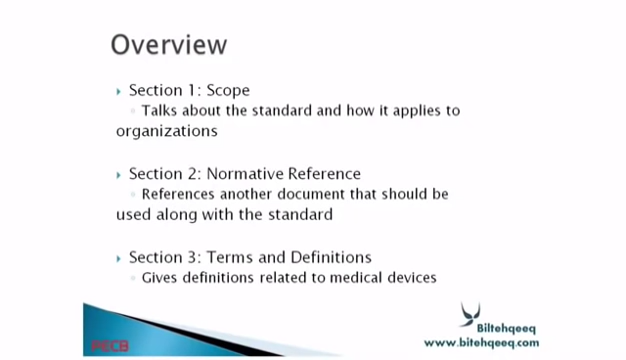 Overview
Section 1: Scope
Talks about the standard and how it applies to
organizations
Section 2: Normative Reference
References another document that should be
used along with the standard
Section 3: Terms and Definitions
Gives definitions related to medical devices
PECB
Biltehqeeq
www.bitehqeeq.com